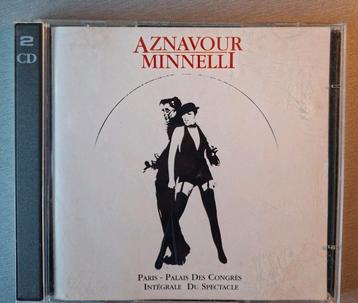 2
CD
AZNAVOUR
MINNELLI
PARIS - PALAIS DES CONGRÈS
INTÉGRALE DU SPECTACLE